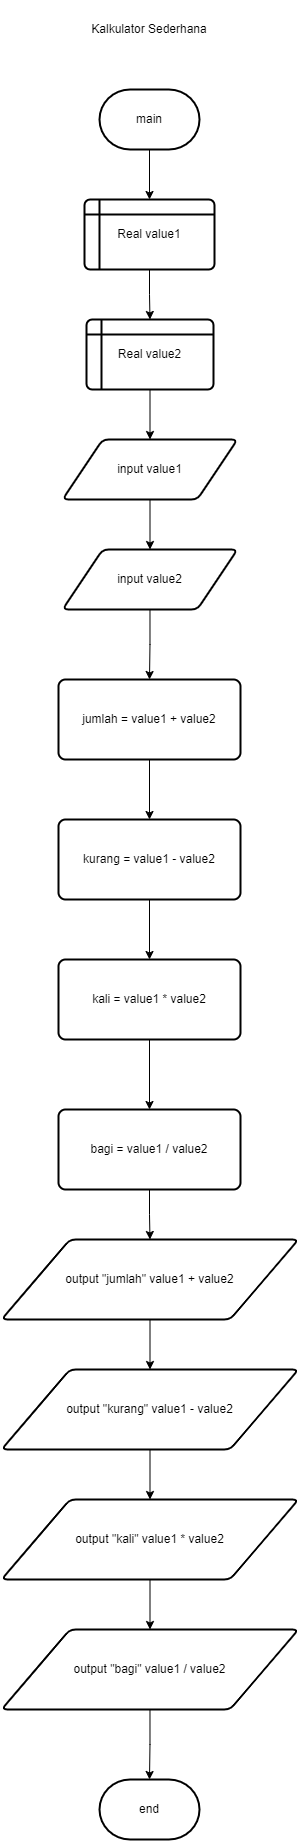 Kalkulator Sederhana
main
Real value1
Real value2
input value1
input value2
jumlah = value1 + value2
kurang = value1 - value2
kali = value1 * value2
bagi = value1 / value2
output "jumlah" value1 + value2
output "kurang" value1 - value2
output "kali" value1 * value2
output "bagi" value1 / value2
end